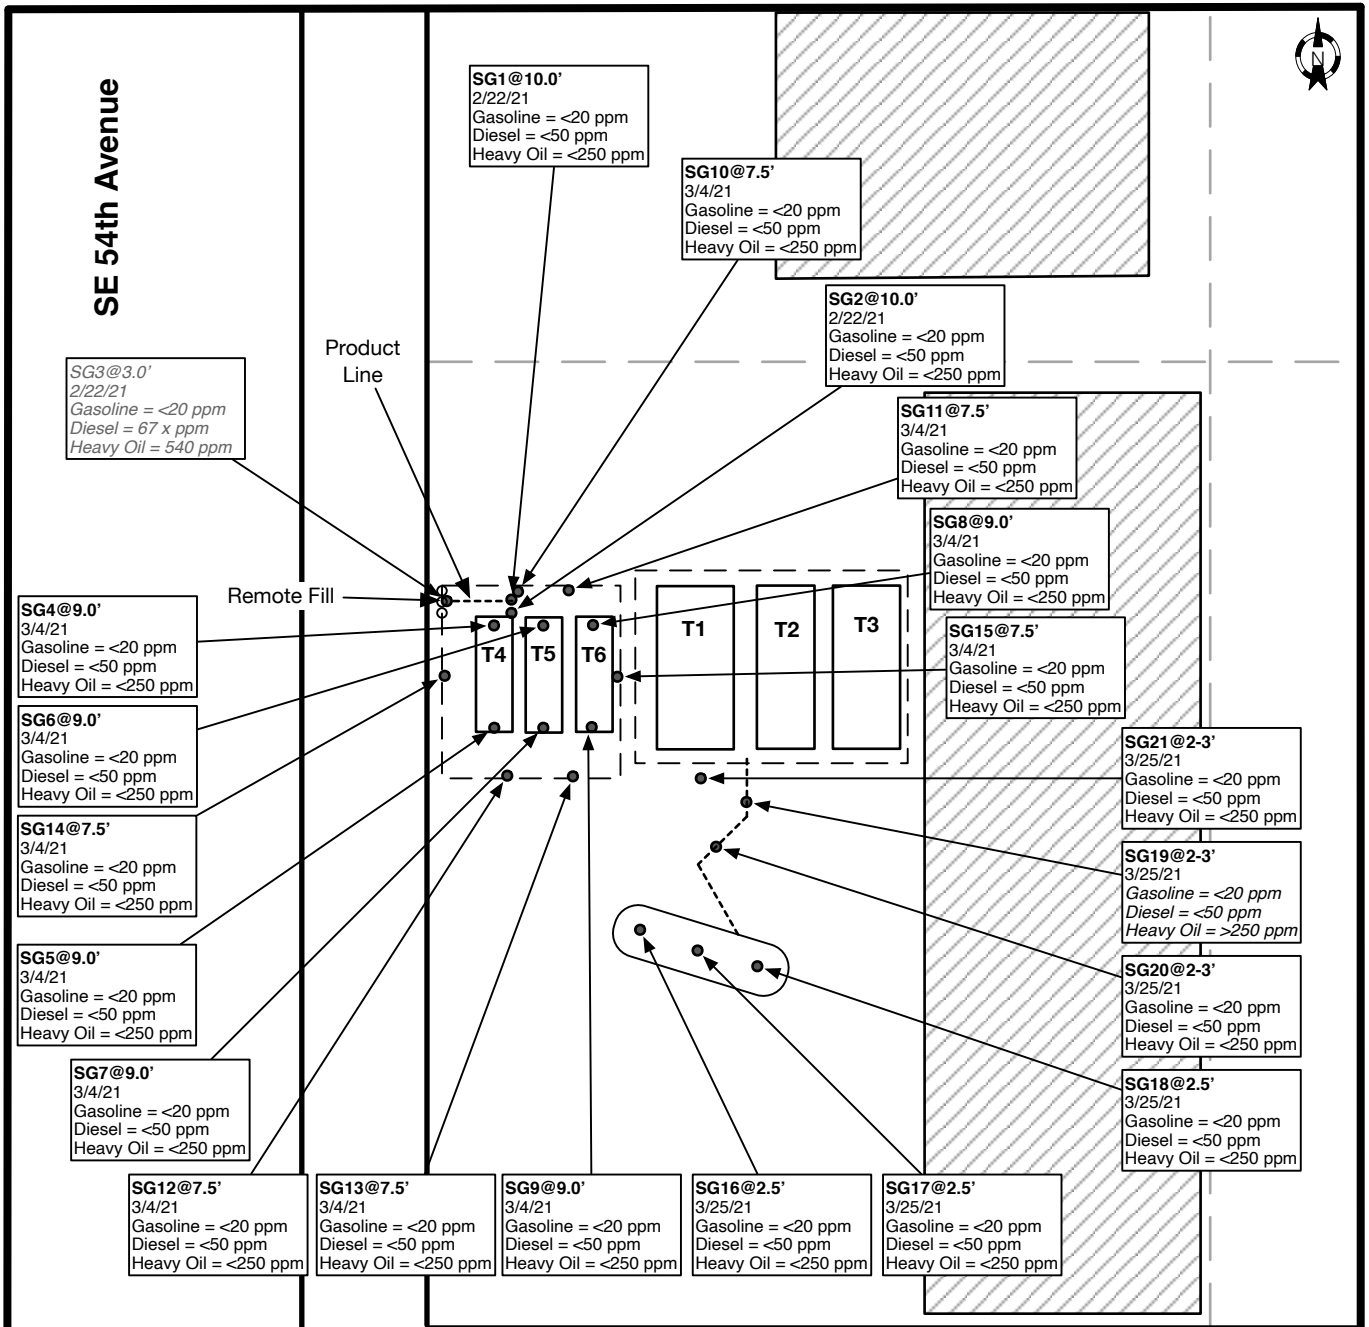 N
SE 54th Avenue
SG1@10.0'
2/22/21
Gasoline = <20 ppm
Diesel = <50 ppm
Heavy Oil = <250 ppm
SG10@7.5'
3/4/21
Gasoline = <20 ppm
Diesel = <50 ppm
Heavy Oil = <250 ppm
SG2@10.0'
2/22/21
Gasoline = <20 ppm
Diesel = <50 ppm
Heavy Oil = <250 ppm
Product
Line
SG3@3.0'
2/22/21
Gasoline = <20 ppm
Diesel = 67 x ppm
Heavy Oil = 540 ppm
SG11@7.5'
3/4/21
Gasoline = <20 ppm
Diesel = <50 ppm
Heavy Oil = <250 ppm
SG8@9.0'
3/4/21
Gasoline = <20 ppm
Diesel = <50 ppm
Heavy Oil = <250 ppm
Remote Fill
SG4@9.0'
3/4/21
Gasoline = <20 ppm
Diesel = <50 ppm
Heavy Oil = <250 ppm
T4
T5
T6
T1
T2
T3
SG15@7.5'
3/4/21
Gasoline = <20 ppm
Diesel = <50 ppm
Heavy Oil = <250 ppm
SG6@9.0'
3/4/21
Gasoline = <20 ppm
Diesel = <50 ppm
Heavy Oil = <250 ppm
SG21@2-3'
3/25/21
Gasoline = <20 ppm
Diesel = <50 ppm
Heavy Oil = <250 ppm
SG14@7.5'
3/4/21
Gasoline = <20 ppm
Diesel = <50 ppm
Heavy Oil = <250 ppm
SG19@2-3'
3/25/21
Gasoline = <20 ppm
Diesel = <50 ppm
Heavy Oil = >250 ppm
SG5@9.0'
3/4/21
Gasoline = <20 ppm
Diesel = <50 ppm
Heavy Oil = <250 ppm
SG20@2-3'
3/25/21
Gasoline = <20 ppm
Diesel = <50 ppm
Heavy Oil = <250 ppm
SG7@9.0'
3/4/21
Gasoline = <20 ppm
Diesel = <50 ppm
Heavy Oil = <250 ppm
SG18@2.5'
3/25/21
Gasoline = <20 ppm
Diesel = <50 ppm
Heavy Oil = <250 ppm
SG12@7.5'
3/4/21
Gasoline = <20 ppm
Diesel = <50 ppm
Heavy Oil = <250 ppm
SG13@7.5'
3/4/21
Gasoline = <20 ppm
Diesel = <50 ppm
Heavy Oil = <250 ppm
SG9@9.0'
3/4/21
Gasoline = <20 ppm
Diesel = <50 ppm
Heavy Oil = <250 ppm
SG16@2.5'
3/25/21
Gasoline = <20 ppm
Diesel = <50 ppm
Heavy Oil = <250 ppm
SG17@2.5'
3/25/21
Gasoline = <20 ppm
Diesel = <50 ppm
Heavy Oil = <250 ppm